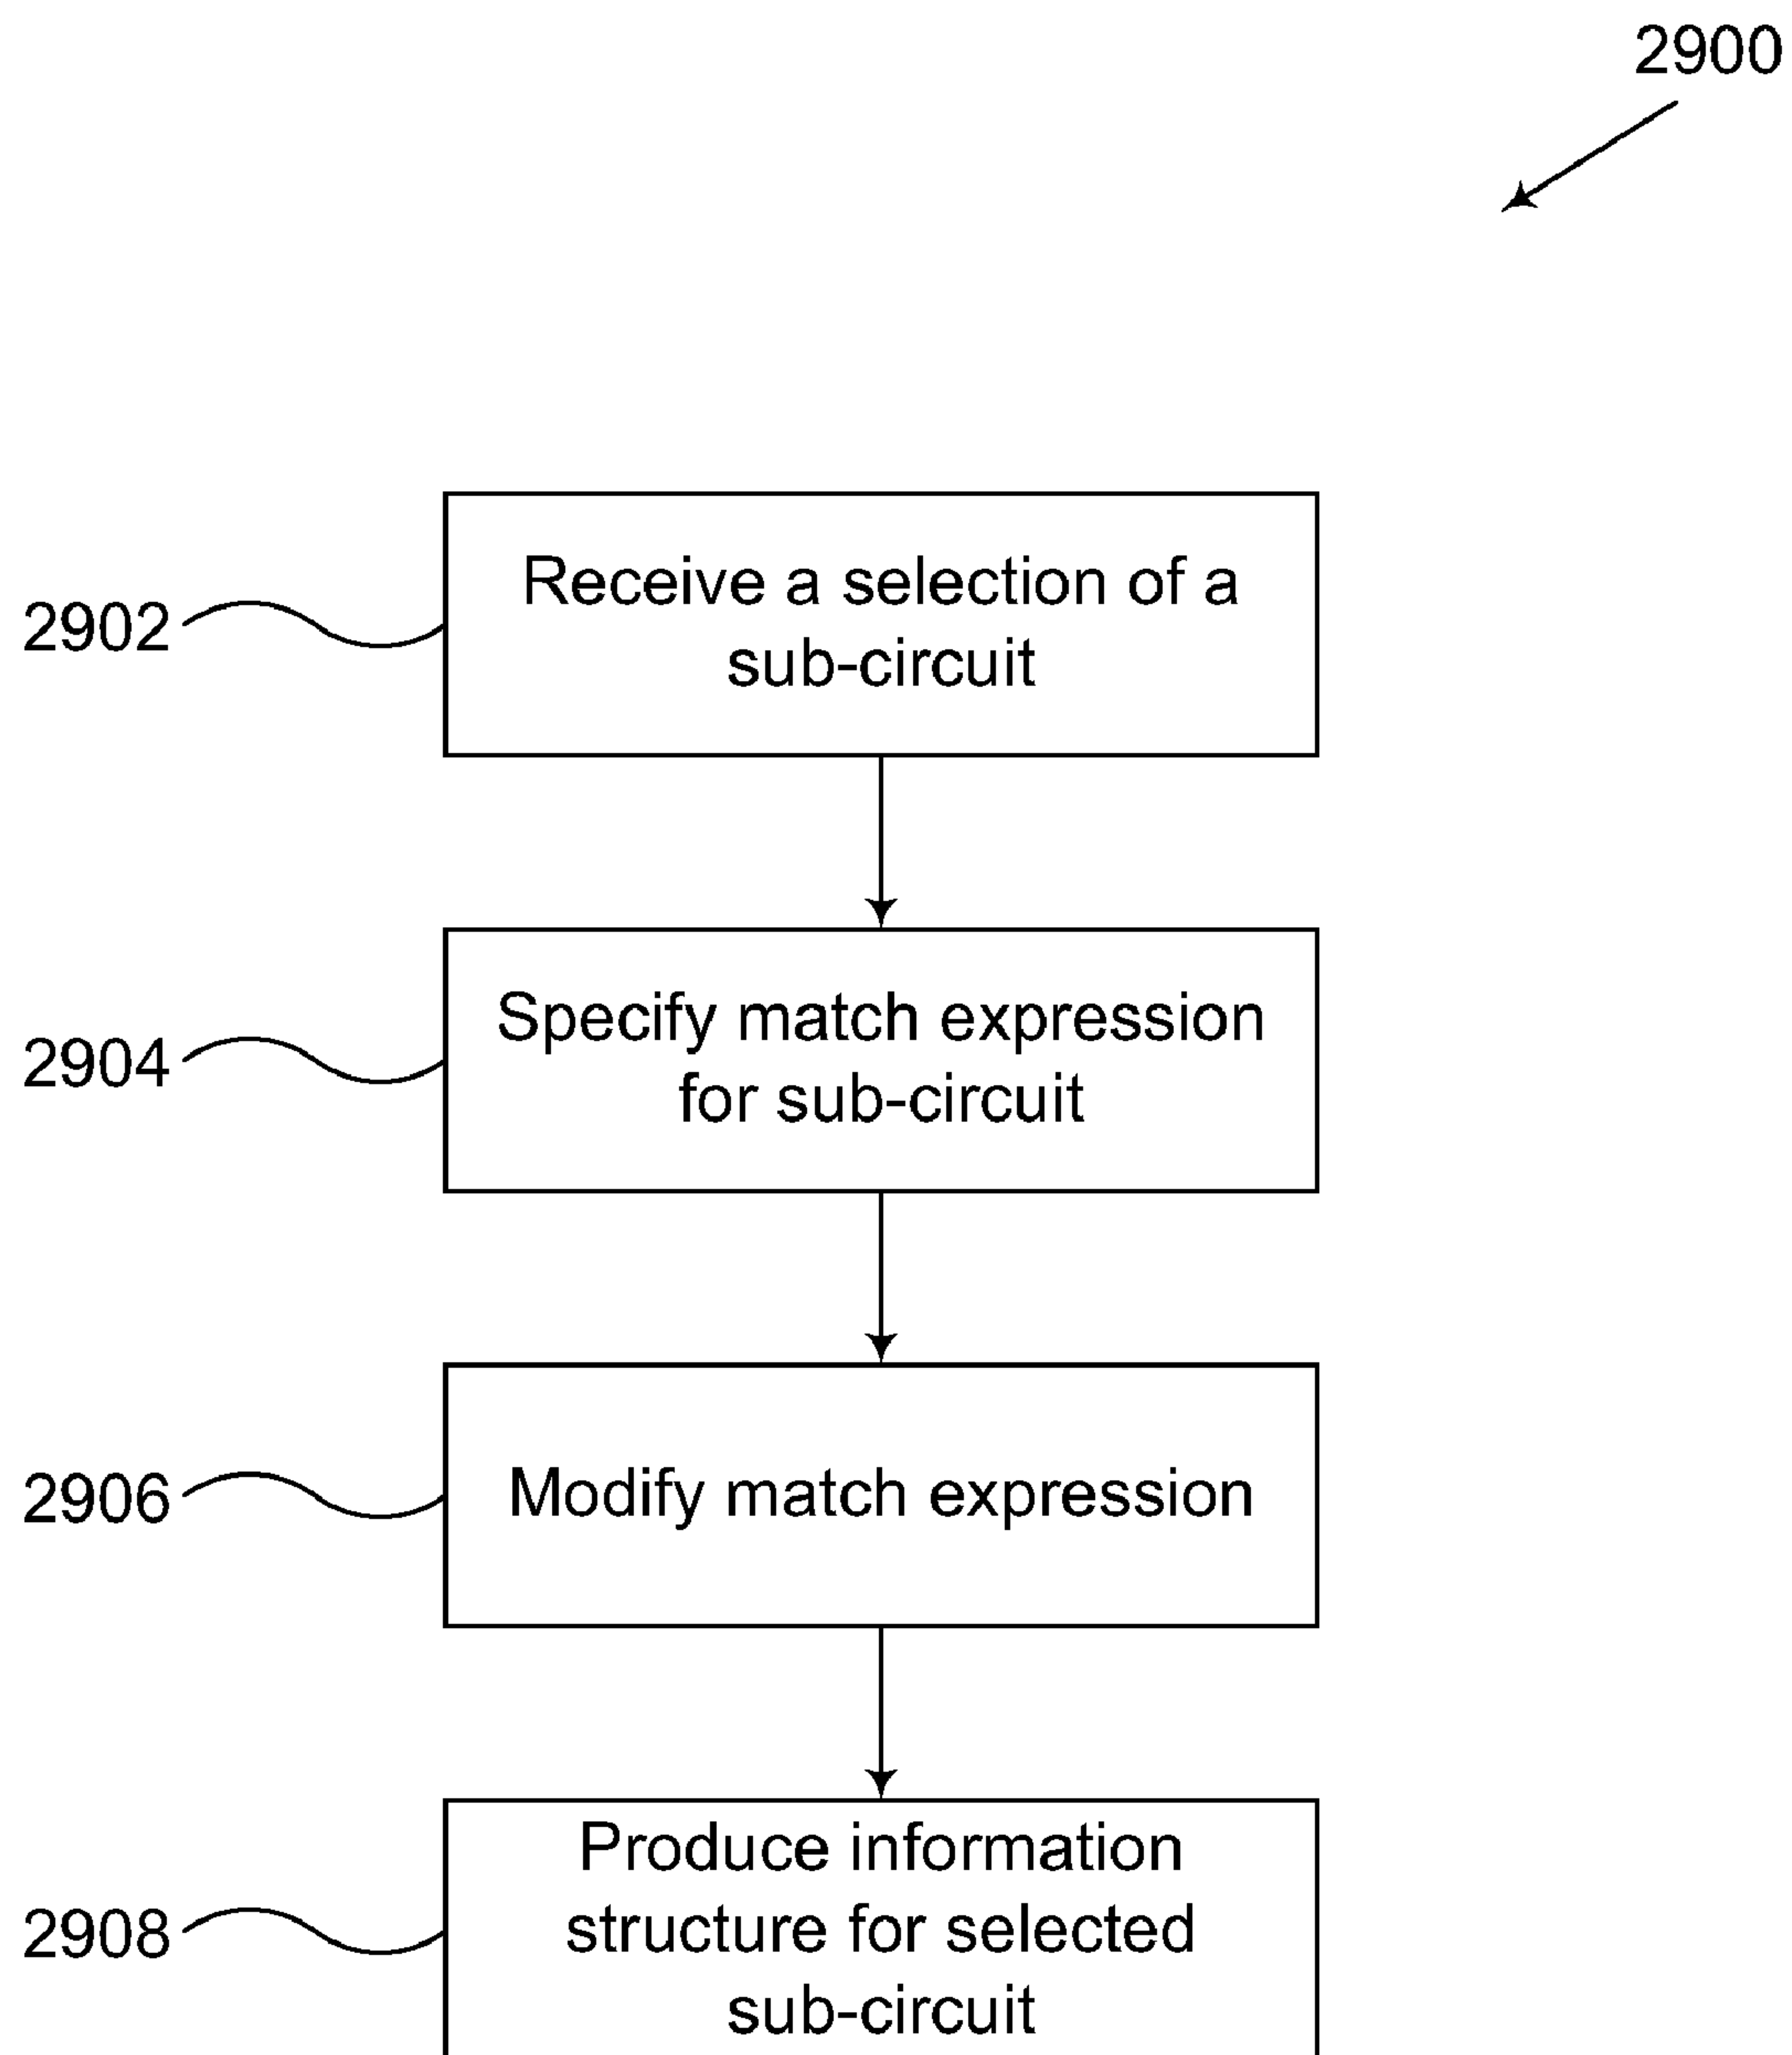 2900
2902
Receive a selection of a
sub-circuit
2904
Specify match expression
for sub-circuit
2906
Modify match expression
2908
Produce information
structure for selected
sub-circuit